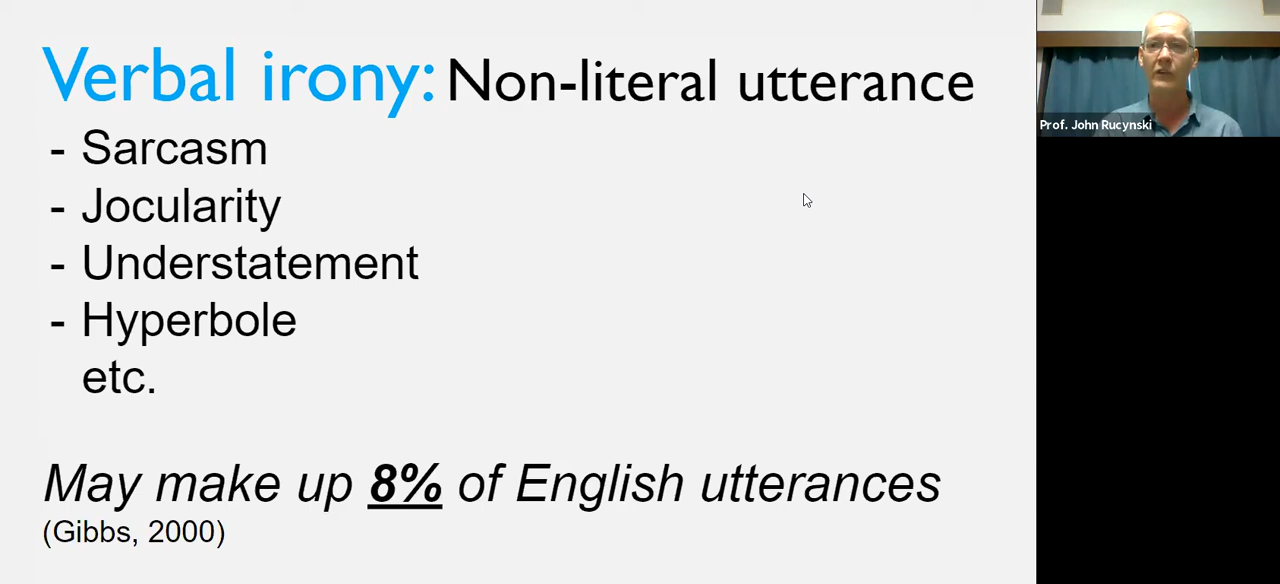 Verbal irony: Non-literal utterance
- Sarcasm
- Jocularity
- Understatement
- Hyperbole
etc.
May make up 8% of English utterances
(Gibbs, 2000)
Prof. John Rucynski